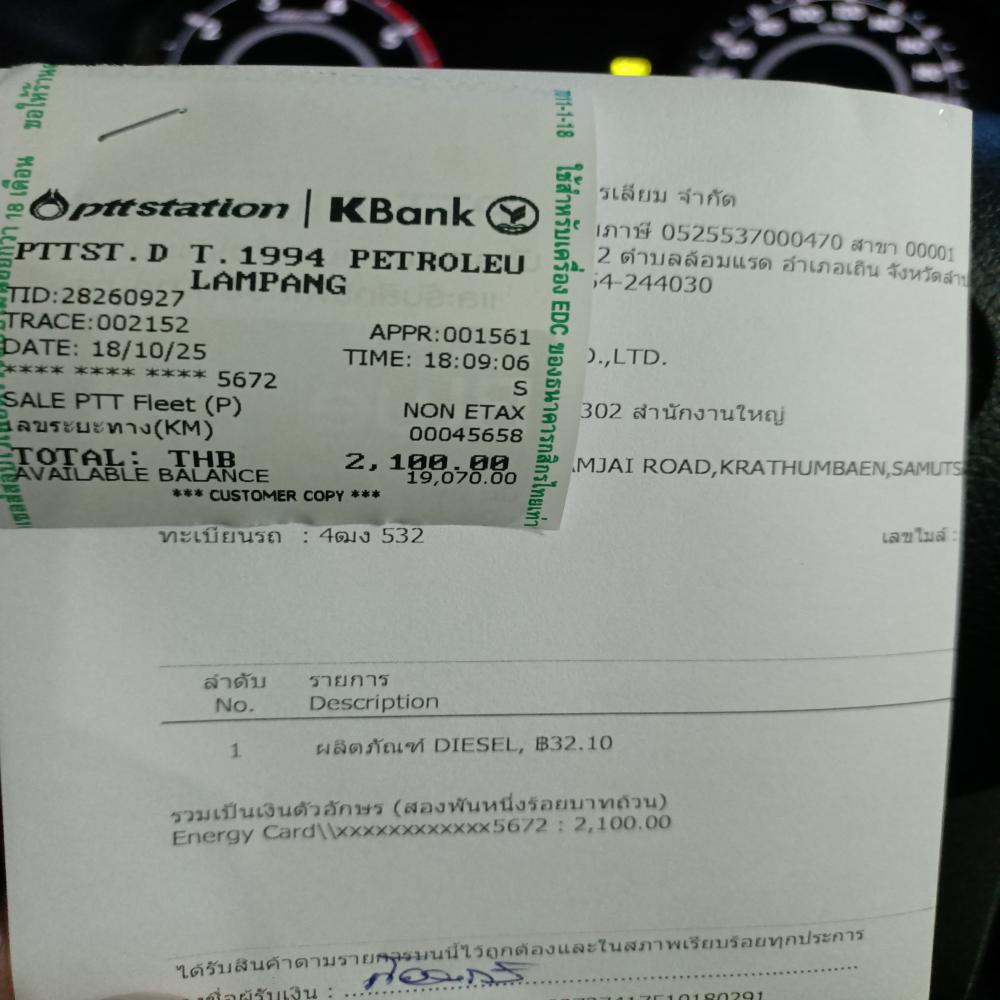 pttstation | KBank
PTTST.D T.1994 PETROLEU
LAMPANG
TID:28260927
TRACE:002152 APPR:001561
DATE: 18/10/25 TIME: 18:09:06
**** **** **** 5672 S
SALE PTT Fleet (P) NON ETAX
เลขระยะทาง(KM) 00045658
TOTAL: THB 2,100.00
AVAILABLE BALANCE 19,070.00
*** CUSTOMER COPY ***
ใช้สำหรับเครื่อง EDC ของธนาคารกสิกรไทยเท่า
18 เดือน
รเลียม จำกัด
ภาษี 0525537000470 สาขา 00001
2 ตำบลล้อมแรด อำเภอเถิน จังหวัดลำป
54-244030
O.,LTD.
302 สำนักงานใหญ่
AMJAI ROAD,KRATHUMBAEN,SAMUTS
ทะเบียนรถ : 4ฒง 532 เลขไมล์ :
ลำดับ รายการ
No. Description
1 ผลิตภัณฑ์ DIESEL, ฿32.10
รวมเป็นเงินตัวอักษร (สองพันหนึ่งร้อยบาทถ้วน)
Energy Card\\xxxxxxxxxxxx5672 : 2,100.00
ได้รับสินค้าตามรายการบนนี้ไว้ถูกต้องและในสภาพเรียบร้อยทุกประการ
ชื่อผู้รับเงิน :